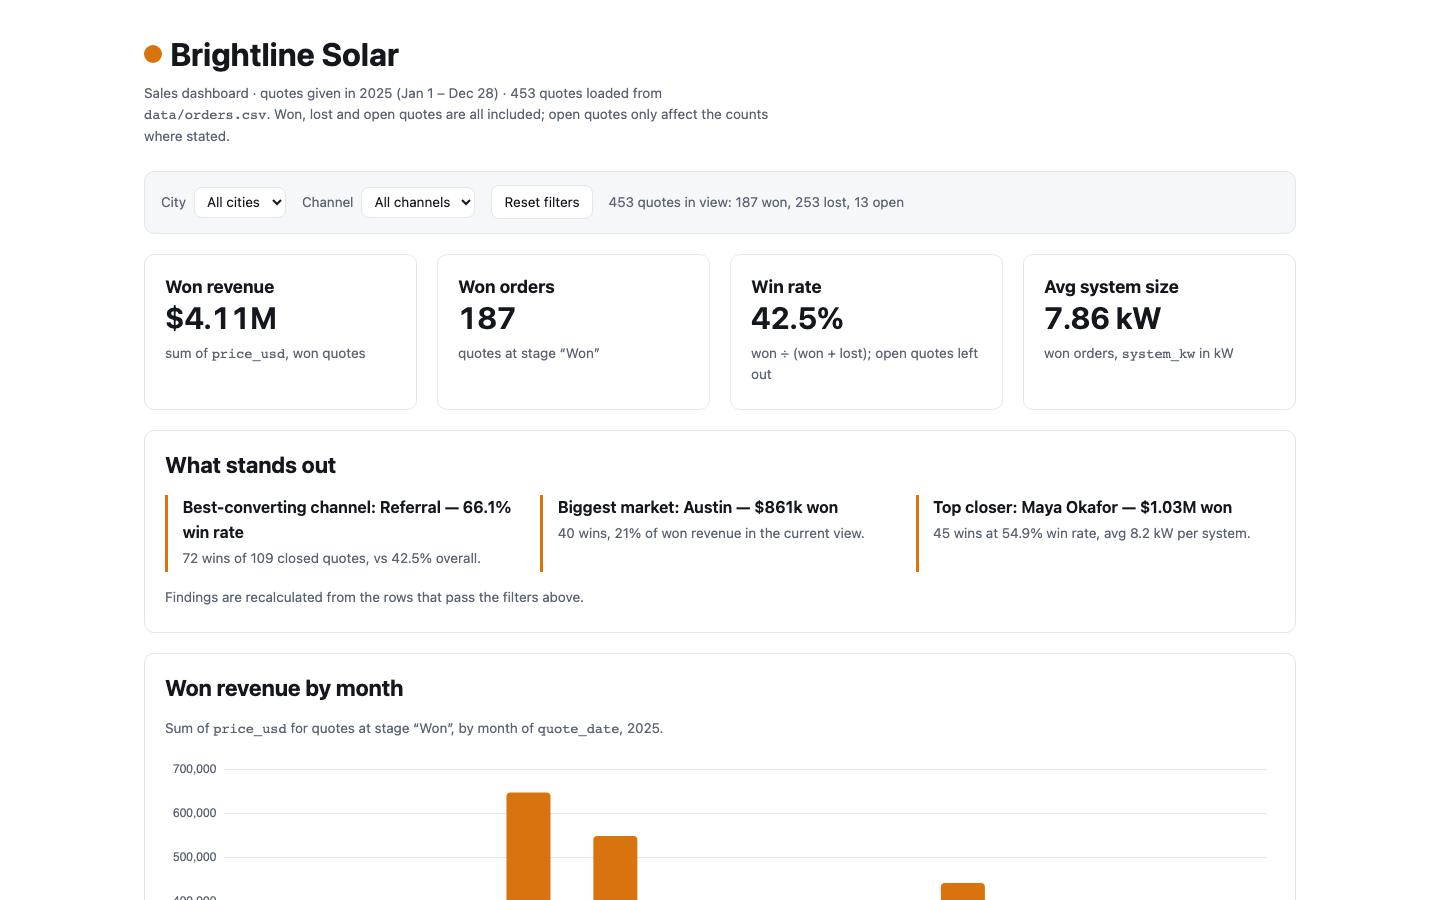 Brightline Solar
Sales dashboard · quotes given in 2025 (Jan 1 – Dec 28) · 453 quotes loaded from
data/orders.csv. Won, lost and open quotes are all included; open quotes only affect the counts
where stated.
City All cities Channel All channels Reset filters 453 quotes in view: 187 won, 253 lost, 13 open
Won revenue
$4.11M
sum of price_usd, won quotes
Won orders
187
quotes at stage “Won”
Win rate
42.5%
won ÷ (won + lost); open quotes left
out
Avg system size
7.86 kW
won orders, system_kw in kW
What stands out
Best-converting channel: Referral — 66.1%
win rate
72 wins of 109 closed quotes, vs 42.5% overall.
Biggest market: Austin — $861k won
40 wins, 21% of won revenue in the current view.
Top closer: Maya Okafor — $1.03M won
45 wins at 54.9% win rate, avg 8.2 kW per system.
Findings are recalculated from the rows that pass the filters above.
Won revenue by month
Sum of price_usd for quotes at stage “Won”, by month of quote_date, 2025.
700,000
600,000
500,000